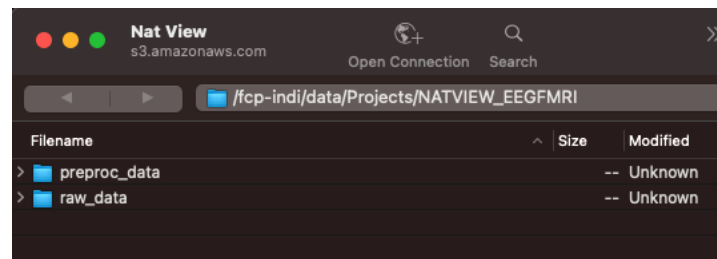 Nat View
s3.amazonaws.com
Open Connection Search
/fcp-indi/data/Projects/NATVIEW_EEGFMRI
Filename Size Modified
preproc_data -- Unknown
raw_data -- Unknown